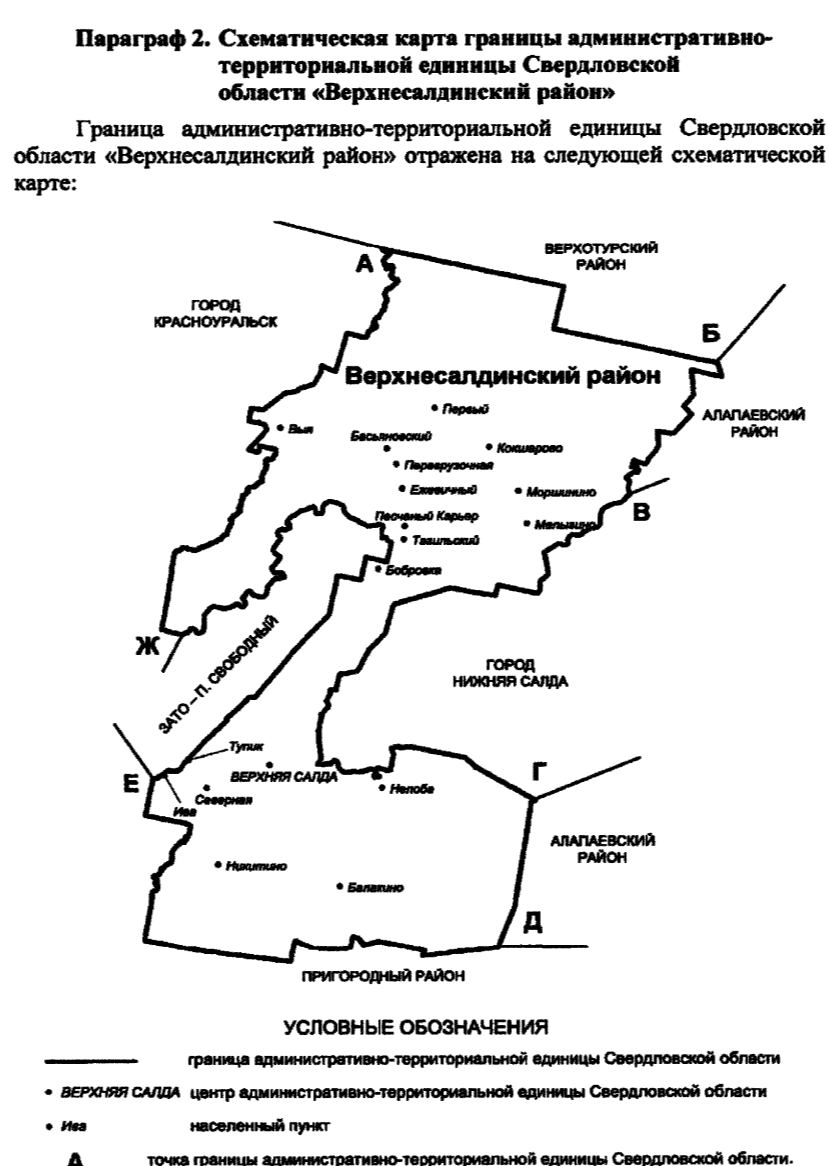 Параграф 2. Схематическая карта границы административно-
территориальной единицы Свердловской
области «Верхнесалдинский район»
Граница административно-территориальной единицы Свердловской
области «Верхнесалдинский район» отражена на следующей схематической
карте:
ВЕРХОТУРСКИЙ
РАЙОН
А
ГОРОД
КРАСНОУРАЛЬСК
Б
Верхнесалдинский район
Первый
АЛАПАЕВСКИЙ
РАЙОН
Выя
Басьяновский
Кокшарово
Перегрузочная
Ежевичный
Моршинино
В
Песчаный Карьер
Малыгино
Тагильский
Бобровка
Ж
ЗАТО – П. СВОБОДНЫЙ
ГОРОД
НИЖНЯЯ САЛДА
Тупик
Е
ВЕРХНЯЯ САЛДА
Г
Северная
Нелоба
Ива
АЛАПАЕВСКИЙ
РАЙОН
Никитино
Балакино
Д
ПРИГОРОДНЫЙ РАЙОН
УСЛОВНЫЕ ОБОЗНАЧЕНИЯ
граница административно-территориальной единицы Свердловской области
• ВЕРХНЯЯ САЛДА центр административно-территориальной единицы Свердловской области
• Ива населенный пункт
А точка границы административно-территориальной единицы Свердловской области.